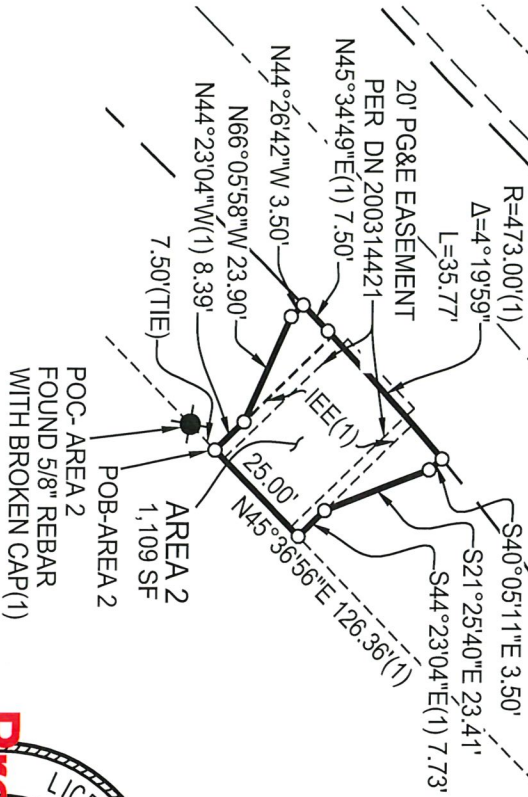 R=473.00'(1)
Δ=4°19'59"
L=35.77'
20' PG&E EASEMENT
PER DN 200314421
N45°34'49"E(1) 7.50'
N44°26'42"W 3.50'
N66°05'58"W 23.90'
N44°23'04"W(1) 8.39'
7.50'(TIE)
POC- AREA 2
FOUND 5/8" REBAR
WITH BROKEN CAP(1)
POB-AREA 2
AREA 2
1,109 SF
IEE(1)
25.00'
N45°36'56"E 126.36'(1)
S44°23'04"E(1) 7.73'
S21°25'40"E 23.41'
S40°05'11"E 3.50'